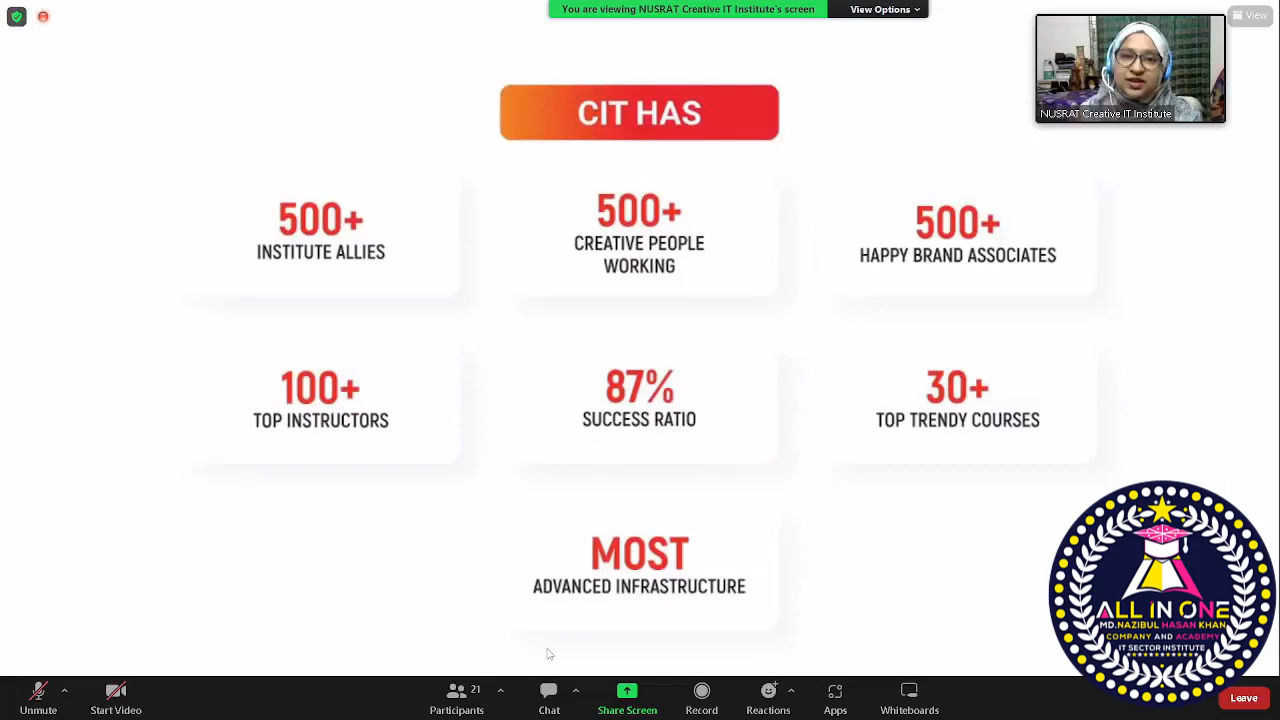 You are viewing NUSRAT Creative IT Institute's screen
View Options
View
NUSRAT Creative IT Institute
CIT HAS
500+
INSTITUTE ALLIES
500+
CREATIVE PEOPLE
WORKING
500+
HAPPY BRAND ASSOCIATES
100+
TOP INSTRUCTORS
87%
SUCCESS RATIO
30+
TOP TRENDY COURSES
MOST
ADVANCED INFRASTRUCTURE
ALL IN ONE
MD.NAZIBUL HASAN KHAN
COMPANY AND ACADEMY
IT SECTOR INSTITUTE
Unmute
Start Video
21
Participants
Chat
Share Screen
Record
Reactions
Apps
Whiteboards
Leave